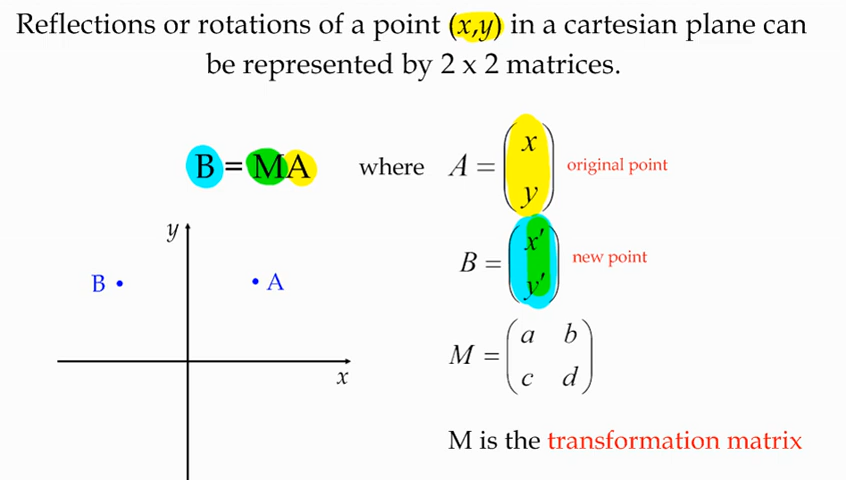 Reflections or rotations of a point (x,y) in a cartesian plane can
be represented by 2 x 2 matrices.
B = MA where A = (x y) original point
B = (x' y') new point
M = (a b c d)
y
B • • A
x
M is the transformation matrix